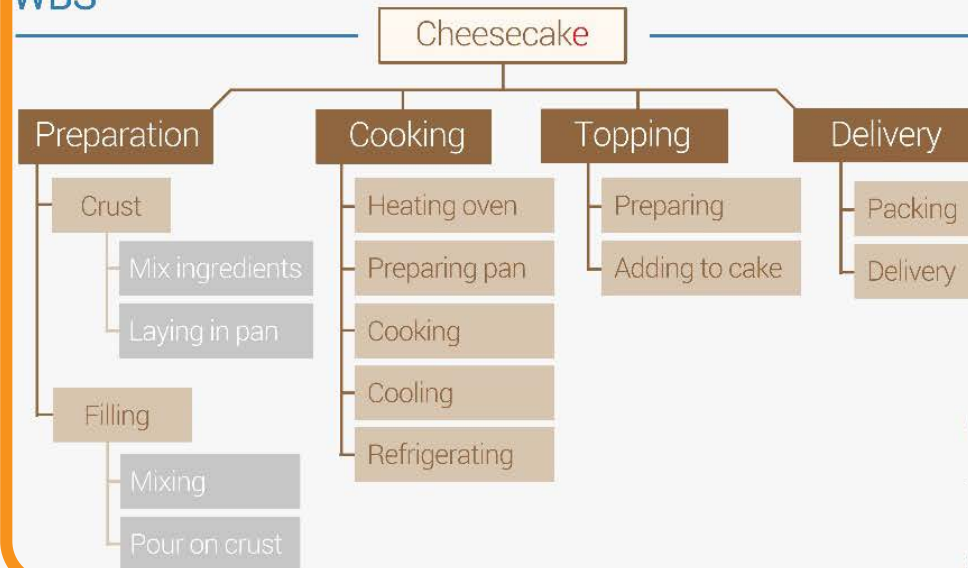 WBS
Cheesecake
Preparation
Crust
Mix ingredients
Laying in pan
Filling
Mixing
Pour on crust
Cooking
Heating oven
Preparing pan
Cooking
Cooling
Refrigerating
Topping
Preparing
Adding to cake
Delivery
Packing
Delivery